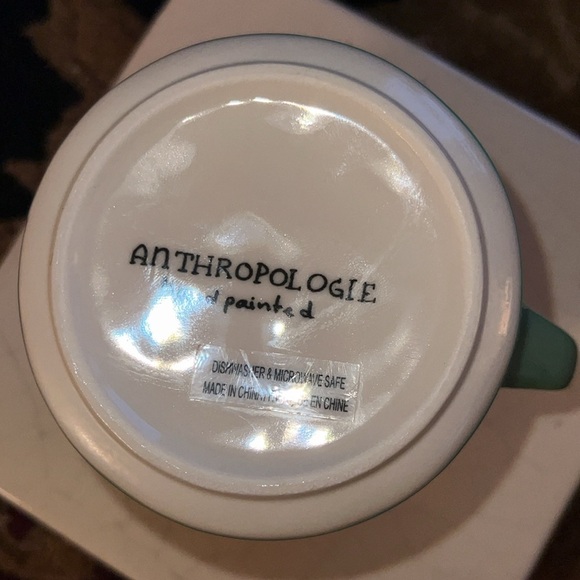 ANTHROPOLOGIE
painted
DISHWASHER & MICROWAVE SAFE
MADE IN CHINA EN CHINE